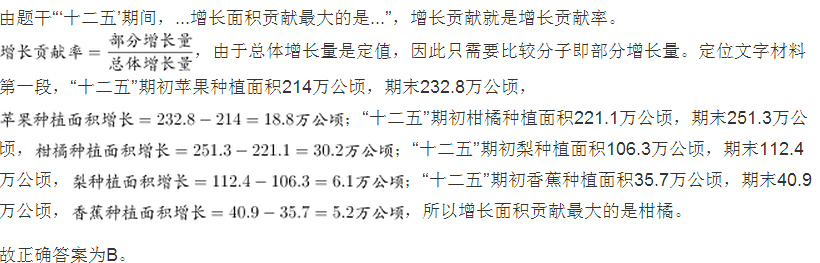 由题干“‘十二五’期间，...增长面积贡献最大的是...”，增长贡献就是增长贡献率。
增长贡献率=部分增长量/总体增长量，由于总体增长量是定值，因此只需要比较分子即部分增长量。定位文字材料
第一段，“十二五”期初苹果种植面积214万公顷，期末232.8万公顷，
苹果种植面积增长=232.8-214=18.8万公顷；“十二五”期初柑橘种植面积221.1万公顷，期末251.3万公
顷，柑橘种植面积增长=251.3-221.1=30.2万公顷；“十二五”期初梨种植面积106.3万公顷，期末112.4
万公顷，梨种植面积增长=112.4-106.3=6.1万公顷；“十二五”期初香蕉种植面积35.7万公顷，期末40.9
万公顷，香蕉种植面积增长=40.9-35.7=5.2万公顷，所以增长面积贡献最大的是柑橘。
故正确答案为B。